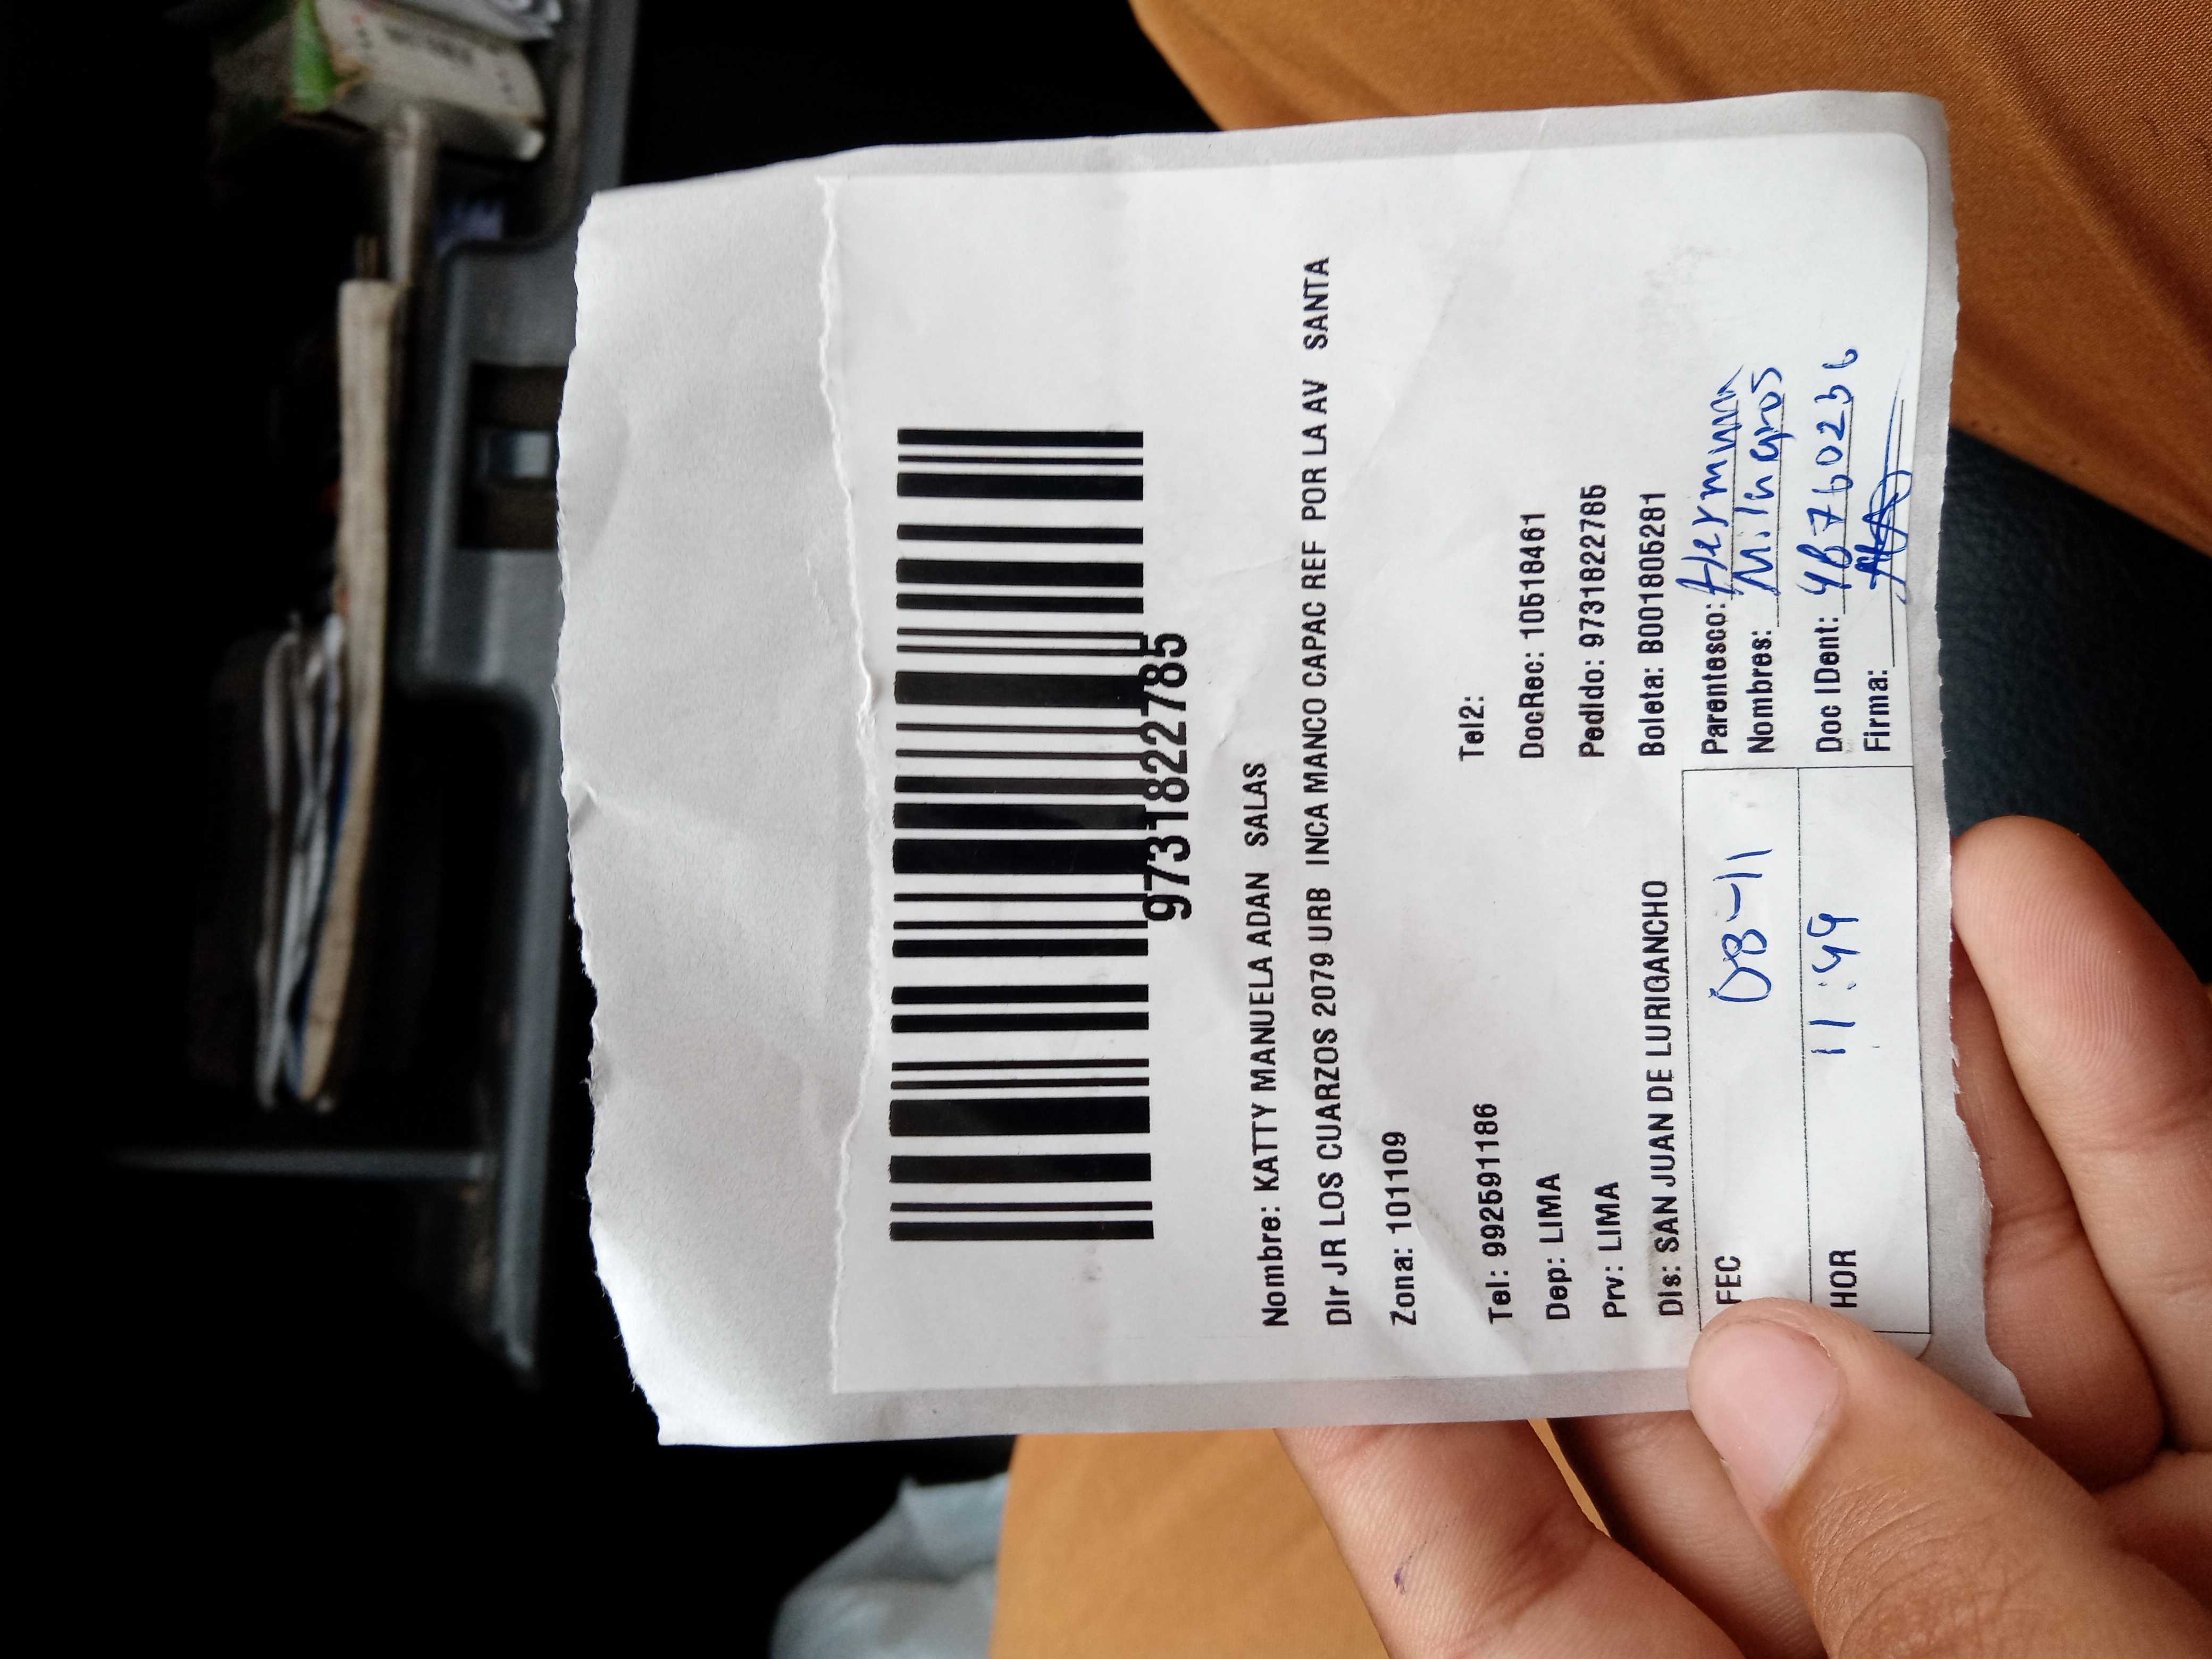 9731822785
Nombre: KATTY MANUELA ADAN SALAS
Dir JR LOS CUARZOS 2079 URB INCA MANCO CAPAC REF POR LA AV SANTA
Zona: 101109
Tel: 992591186 Tel2:
Dep: LIMA DocRec: 10518461
Prv: LIMA Pedido: 9731822785
Dis: SAN JUAN DE LURIGANCHO Boleta: B001805281
FEC 08-11
Parentesco: Hermana
Nombres: Milagros
HOR 11:49
Doc IDent:
Firma: